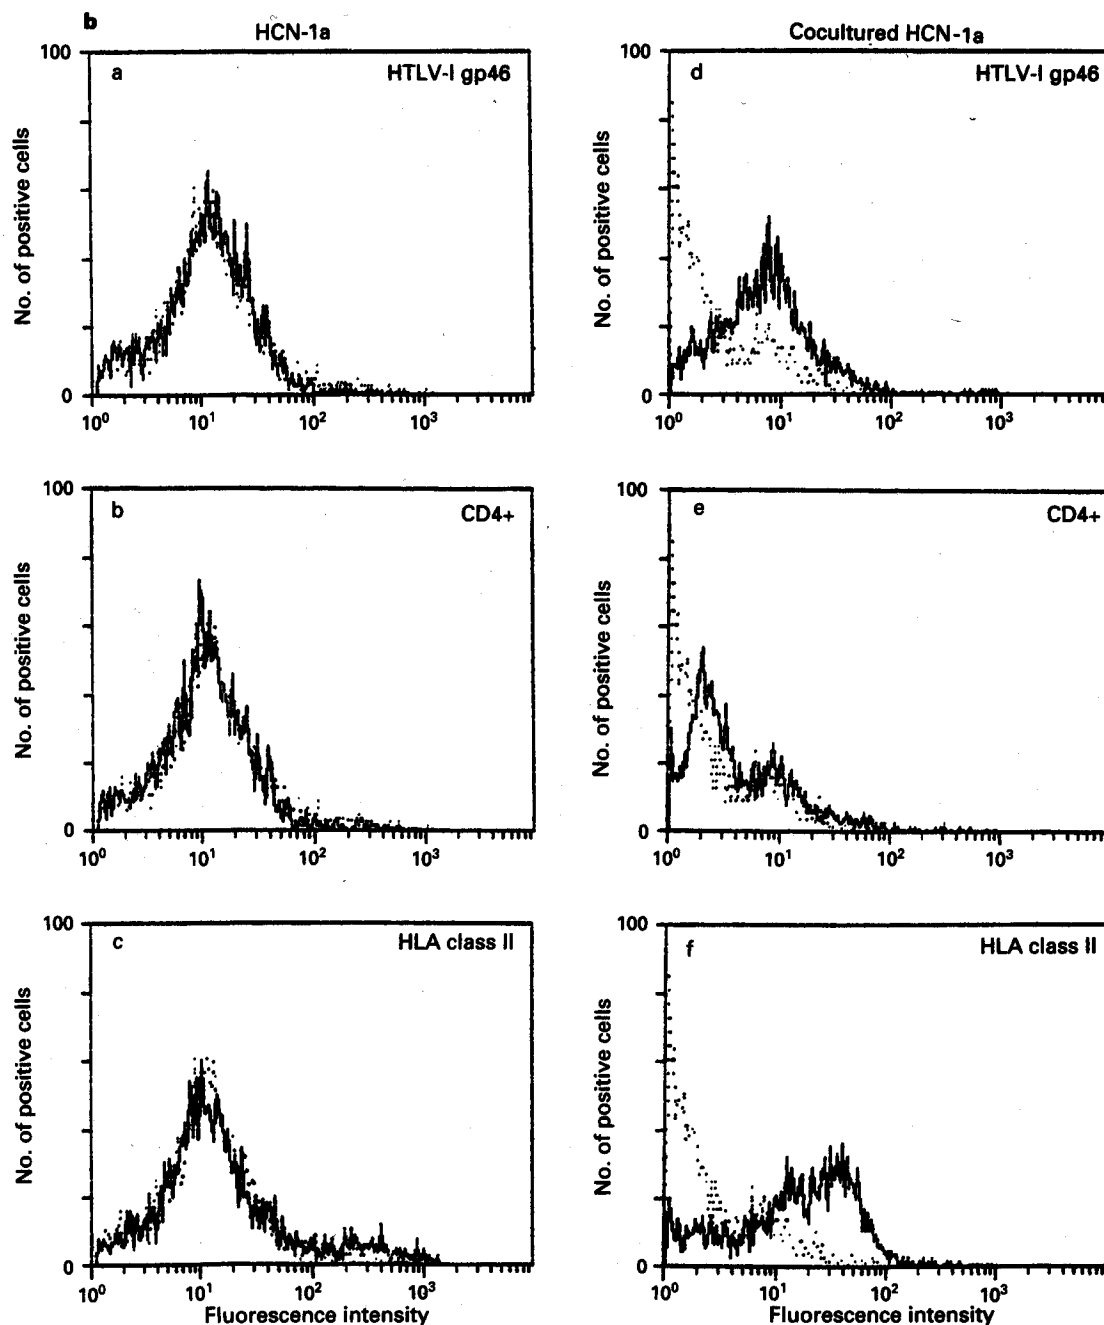 b
HCN-1a
Cocultured HCN-1a
100
a
HTLV-I gp46
No. of positive cells
0
10⁰
10¹
10²
10³
100
d
HTLV-I gp46
No. of positive cells
0
10⁰
10¹
10²
10³
100
b
CD4+
No. of positive cells
0
10⁰
10¹
10²
10³
100
e
CD4+
No. of positive cells
0
10⁰
10¹
10²
10³
100
c
HLA class II
No. of positive cells
0
10⁰
10¹
10²
10³
Fluorescence intensity
100
f
HLA class II
No. of positive cells
0
10⁰
10¹
10²
10³
Fluorescence intensity